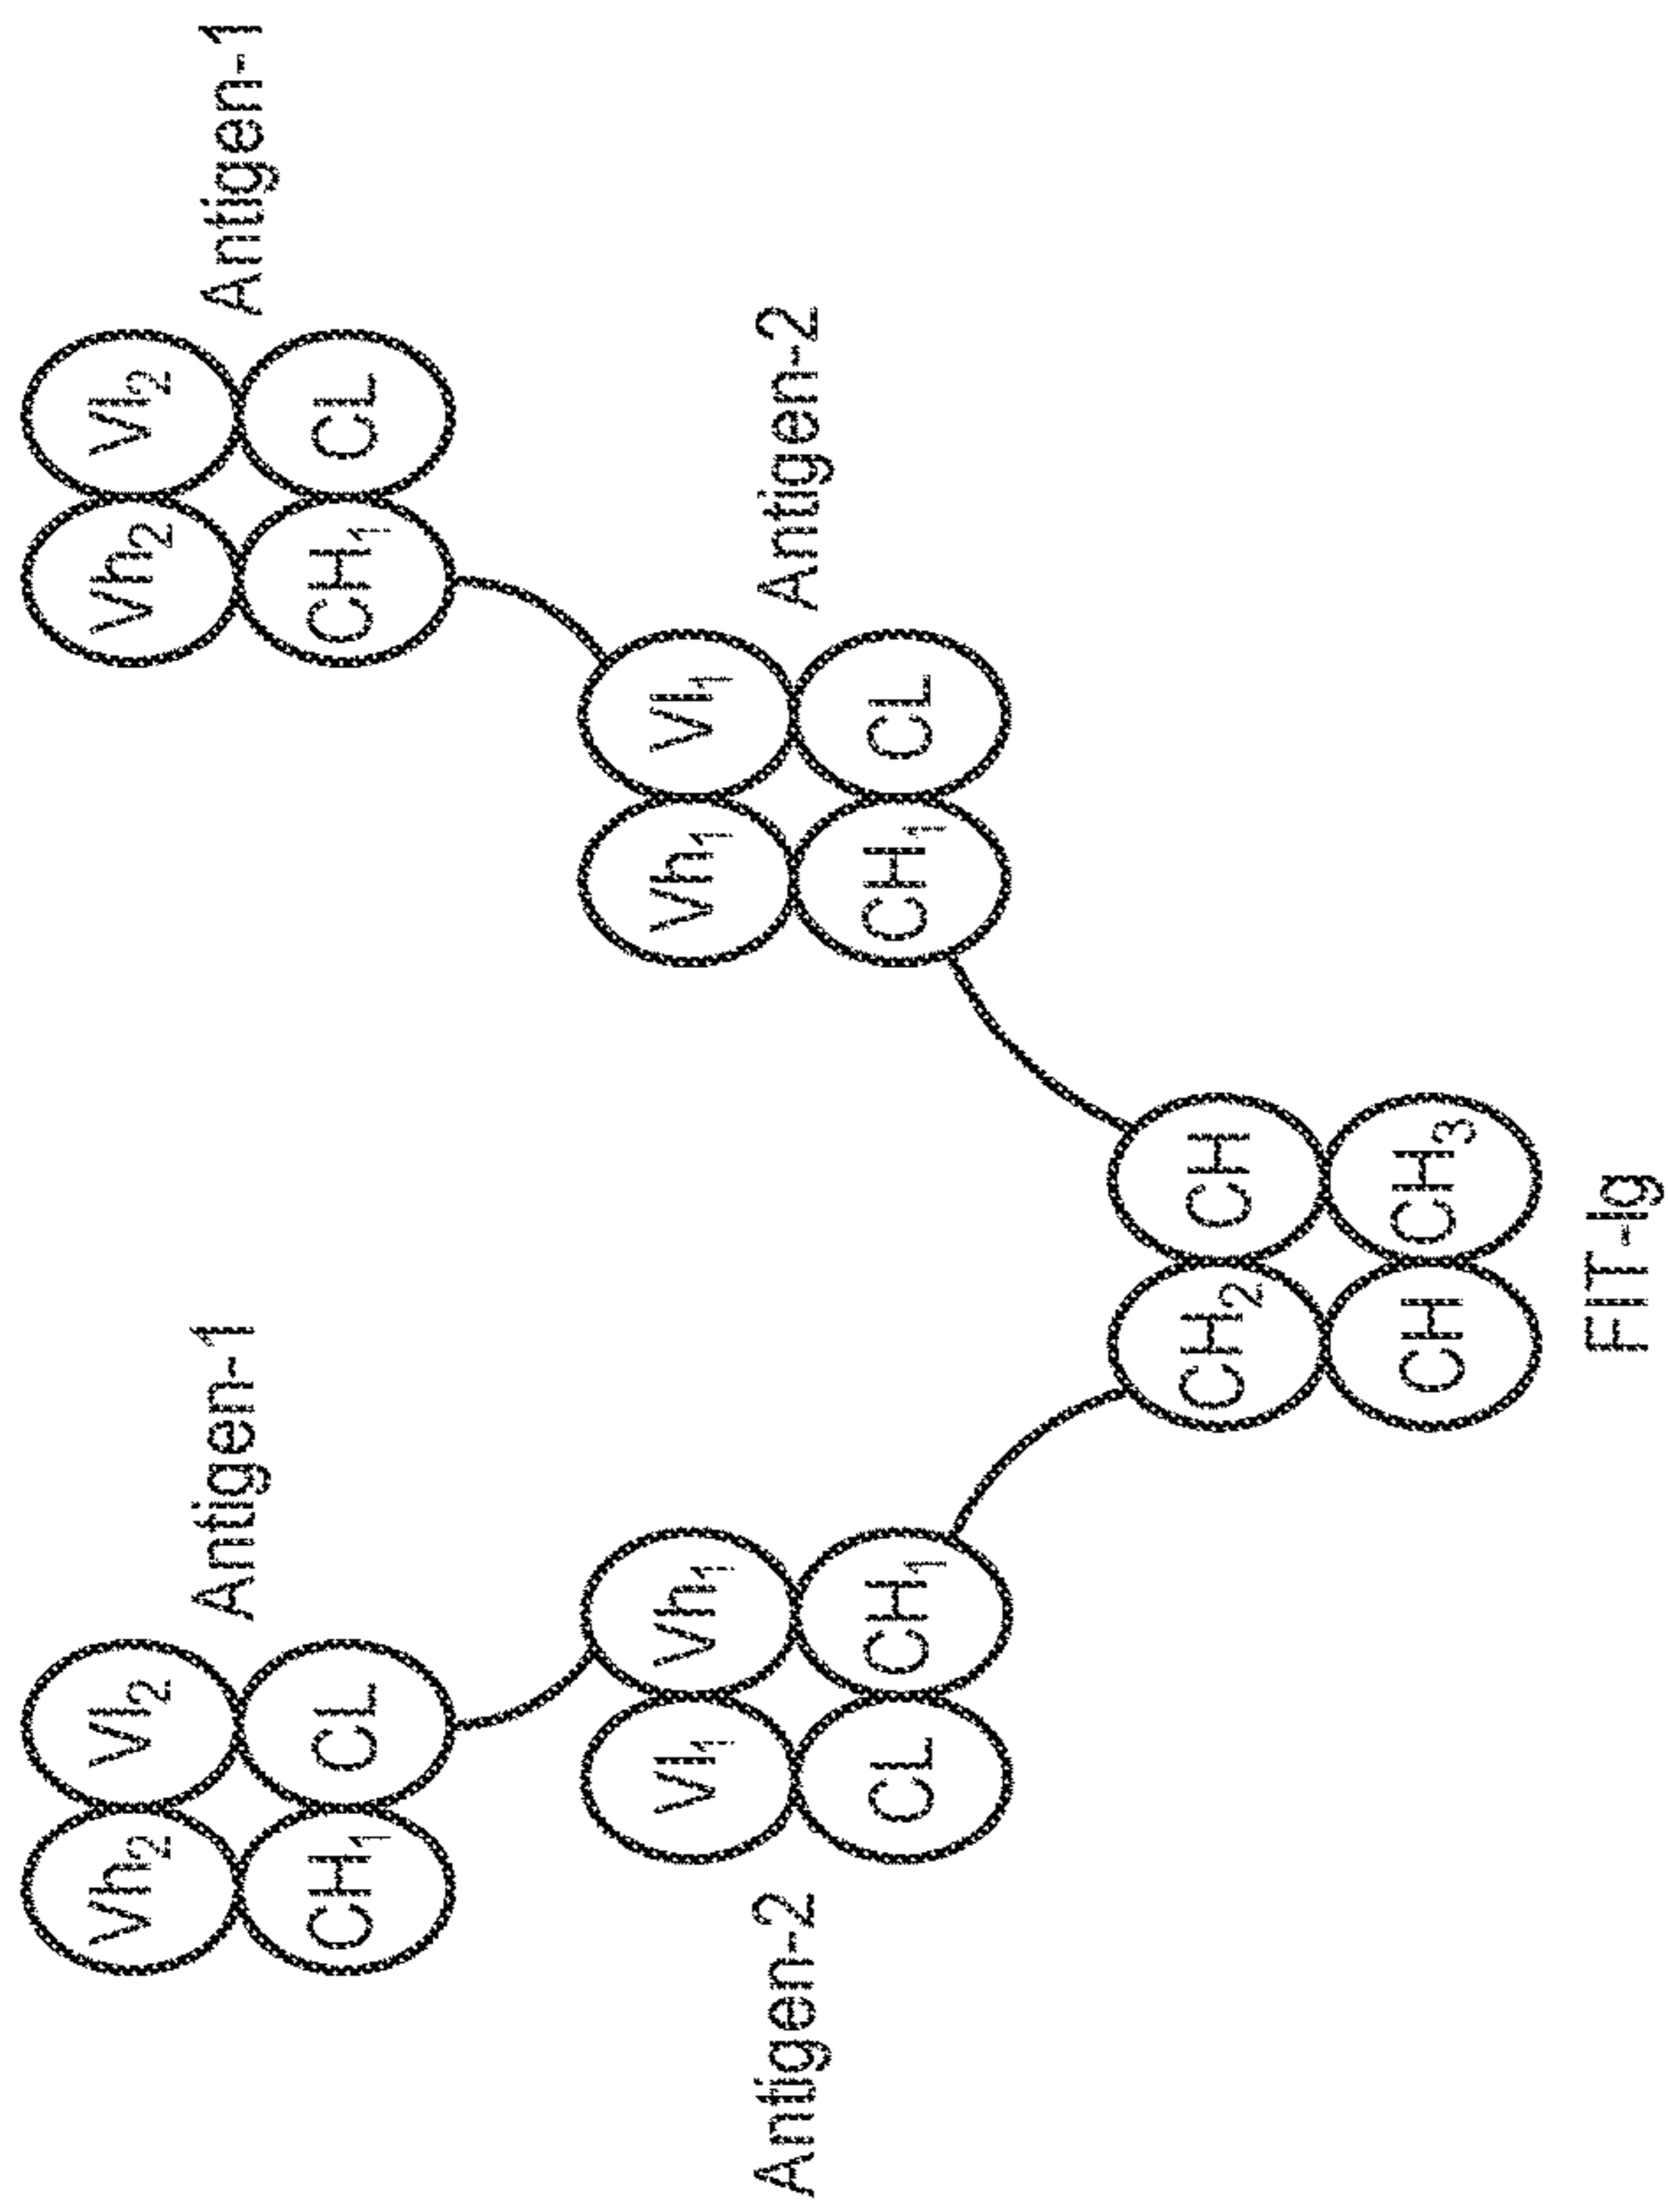 Vh₂
Vl₂
Vh₂
Vl₂
Antigen-1
Antigen-1
CH₁
CL
CH₁
CL
Vl₁
Vh₁
Vh₁
Vl₁
Antigen-2
Antigen-2
CL
CH₁
CH₁
CL
CH₂
CH
CH
CH₃
FIT-Ig